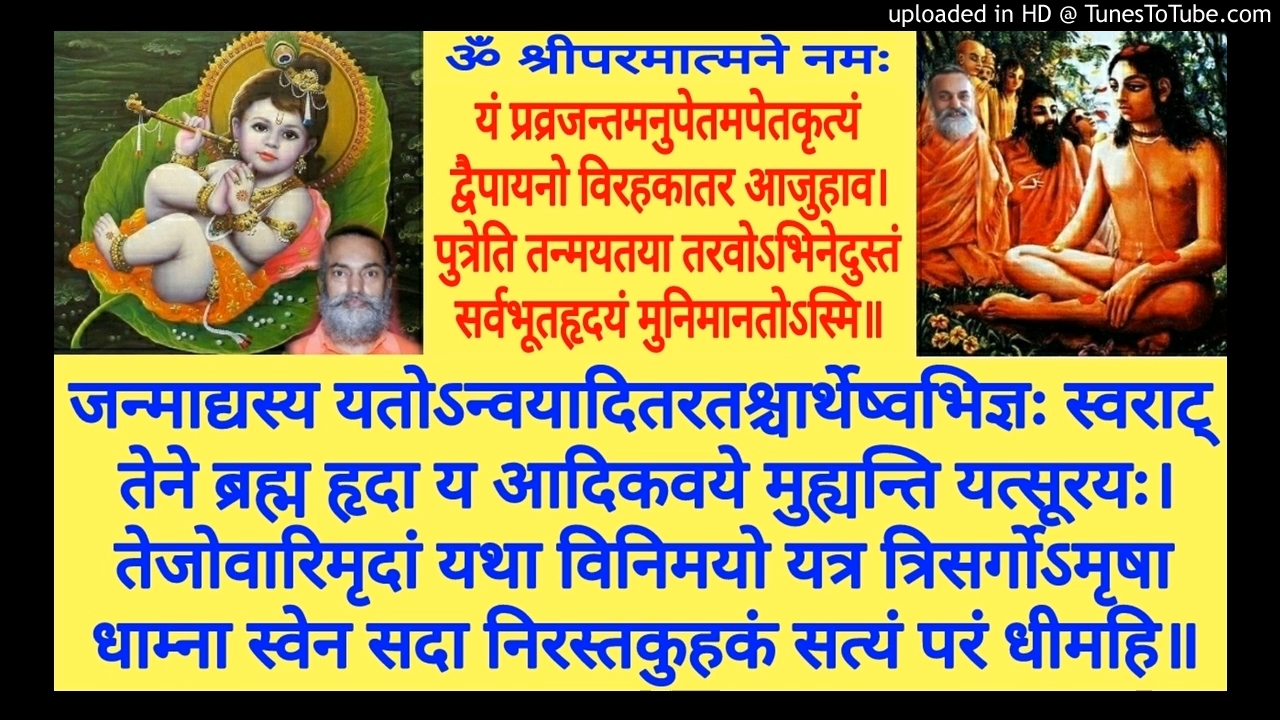 uploaded in HD @ TunesToTube.com
ॐ श्रीपरमात्मने नमः
यं प्रव्रजन्तमनुपेतमपेतकृत्यं
द्वैपायनो विरहकातर आजुहाव।
पुत्रेति तन्मयतया तरवोऽभिनेदुस्तं
सर्वभूतहृदयं मुनिमानतोऽस्मि॥
जन्माद्यस्य यतोऽन्वयादितरतश्चार्थेष्वभिज्ञः स्वराट्
तेने ब्रह्म हृदा य आदिकवये मुह्यन्ति यत्सूरयः।
तेजोवारिमृदां यथा विनिमयो यत्र त्रिसर्गोऽमृषा
धाम्ना स्वेन सदा निरस्तकुहकं सत्यं परं धीमहि॥